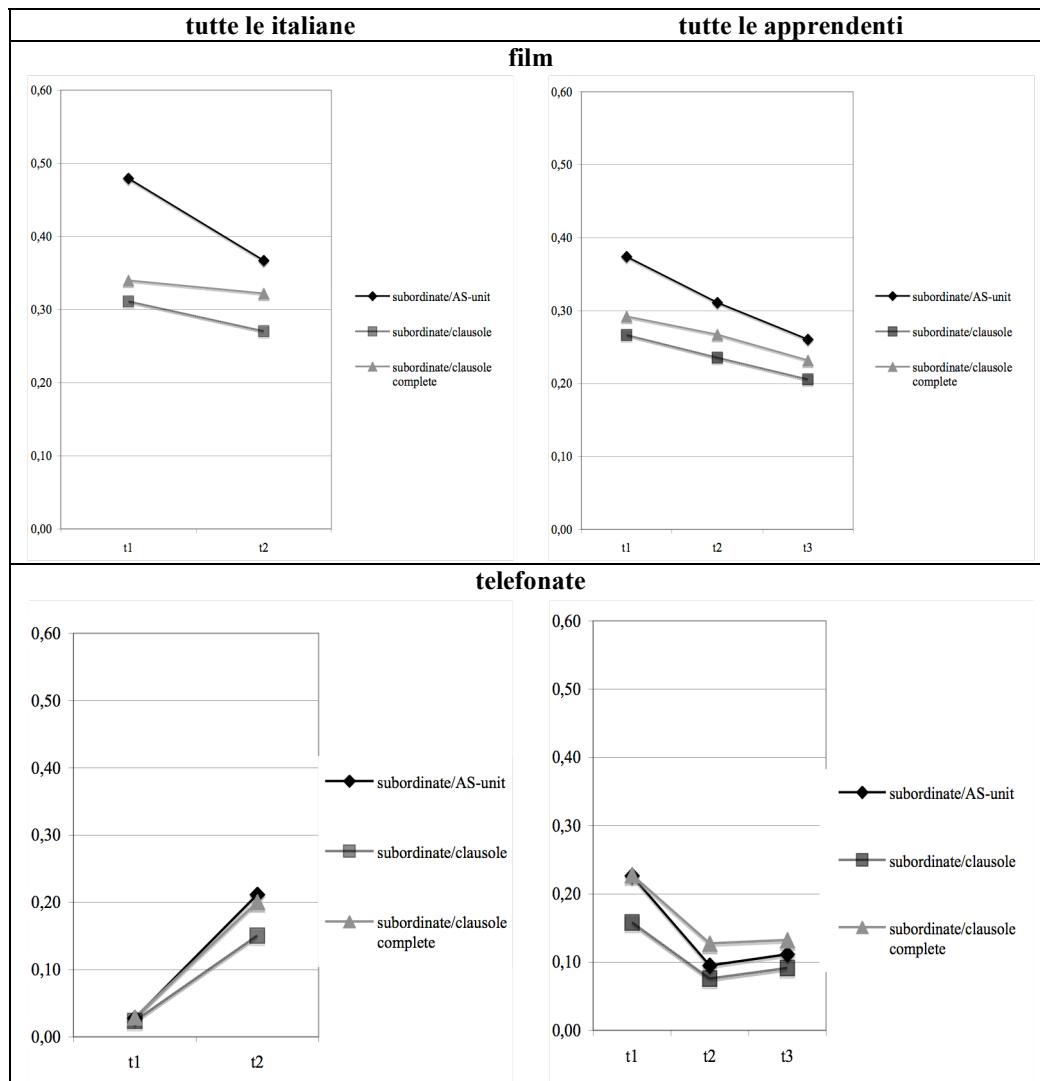 tutte le italiane tutte le apprendenti
film
0,60
0,50
0,40
0,30
0,20
0,10
0,00
t1 t2
subordinate/AS-unit
subordinate/clausole
subordinate/clausole
complete
0,60
0,50
0,40
0,30
0,20
0,10
0,00
t1 t2 t3
subordinate/AS-unit
subordinate/clausole
subordinate/clausole
complete
telefonate
0,60
0,50
0,40
0,30
0,20
0,10
0,00
t1 t2
subordinate/AS-unit
subordinate/clausole
subordinate/clausole
complete
0,60
0,50
0,40
0,30
0,20
0,10
0,00
t1 t2 t3
subordinate/AS-unit
subordinate/clausole
subordinate/clausole
complete